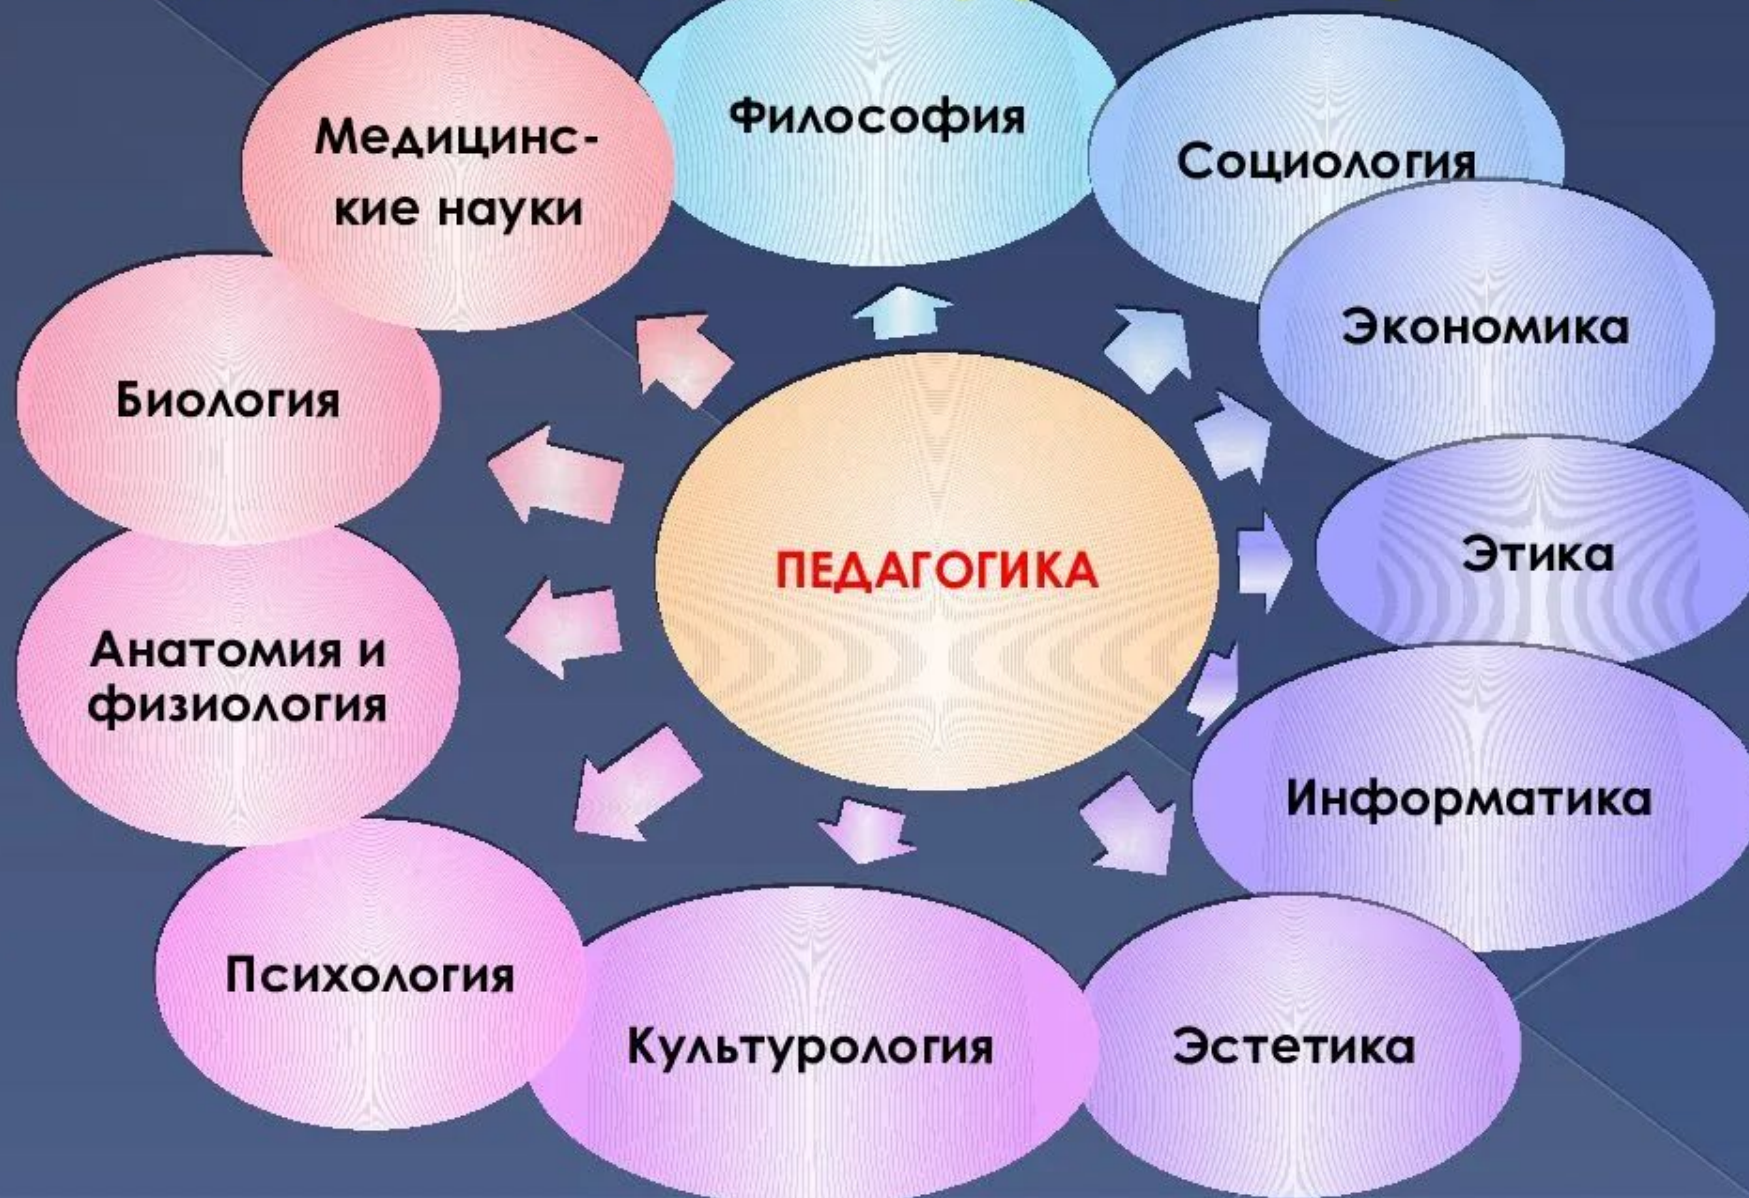 Философия
Медицинс-
кие науки
Социология
Экономика
Биология
Этика
ПЕДАГОГИКА
Анатомия и
физиология
Информатика
Психология
Культурология
Эстетика